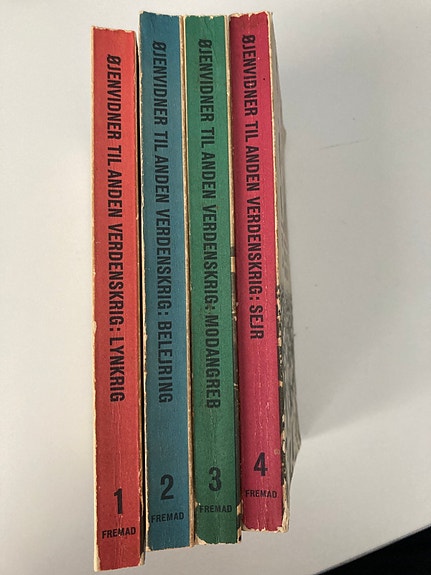 ØJENVIDNER TIL ANDEN VERDENSKRIG: LYNKRIG
1
FREMAD
ØJENVIDNER TIL ANDEN VERDENSKRIG: BELEJRING
2
FREMAD
ØJENVIDNER TIL ANDEN VERDENSKRIG: MODANGREB
3
FREMAD
ØJENVIDNER TIL ANDEN VERDENSKRIG: SEJR
4
FREMAD